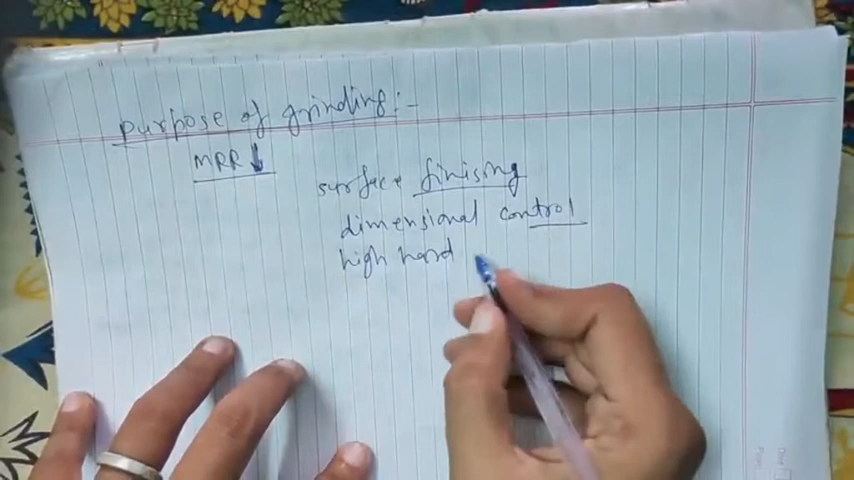 purpose of grinding:-
MRR↓
surface finising
dimensional control
high hard